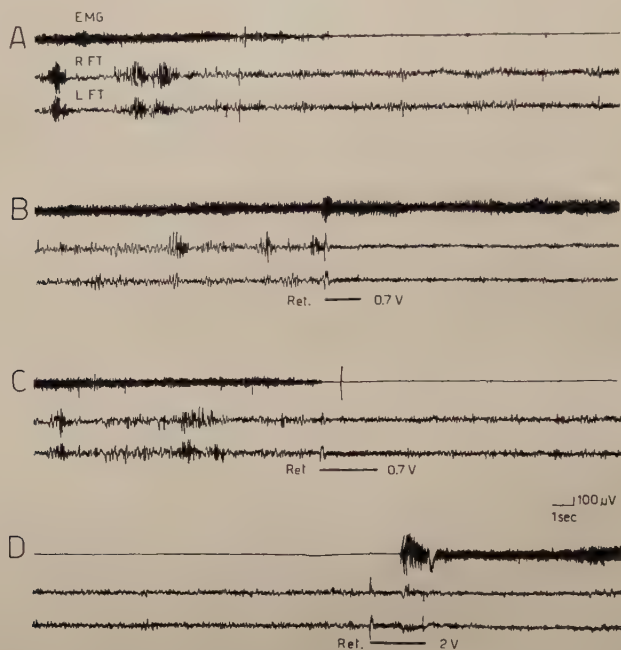 A
EMG
R FT
L FT
B
Ret. 0.7 V
C
Ret 0.7 V
100 µV
1sec
D
Ret. 2 V